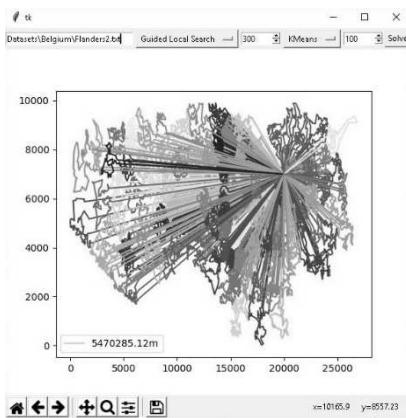 tk
Datasets\Belgium\Flanders2.txt Guided Local Search 300 KMeans 100 Solve
10000
8000
6000
4000
2000
0
5470285.12m
0 5000 10000 15000 20000 25000
x=10165.9 y=8557.23